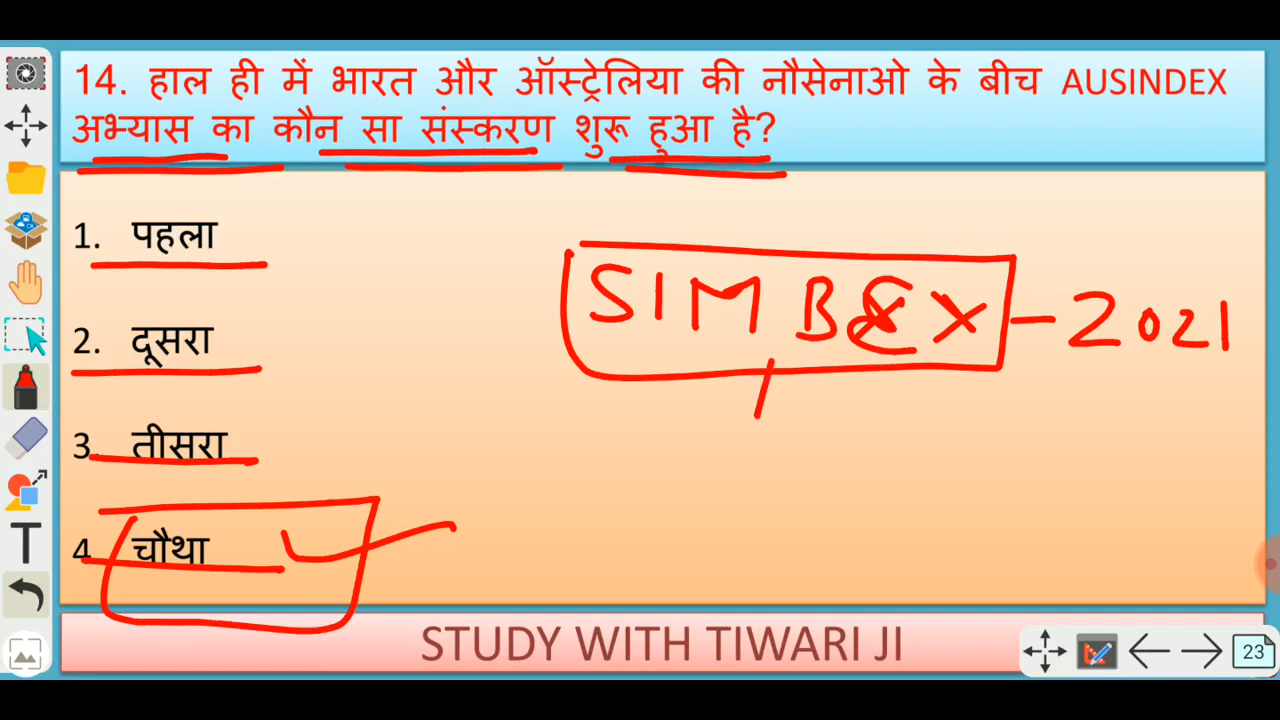 14. हाल ही में भारत और ऑस्ट्रेलिया की नौसेनाओ के बीच AUSINDEX
अभ्यास का कौन सा संस्करण शुरू हुआ है?
1. पहला
SIMBEX - 2021
2. दूसरा
3. तीसरा
4. चौथा
STUDY WITH TIWARI JI
T
23